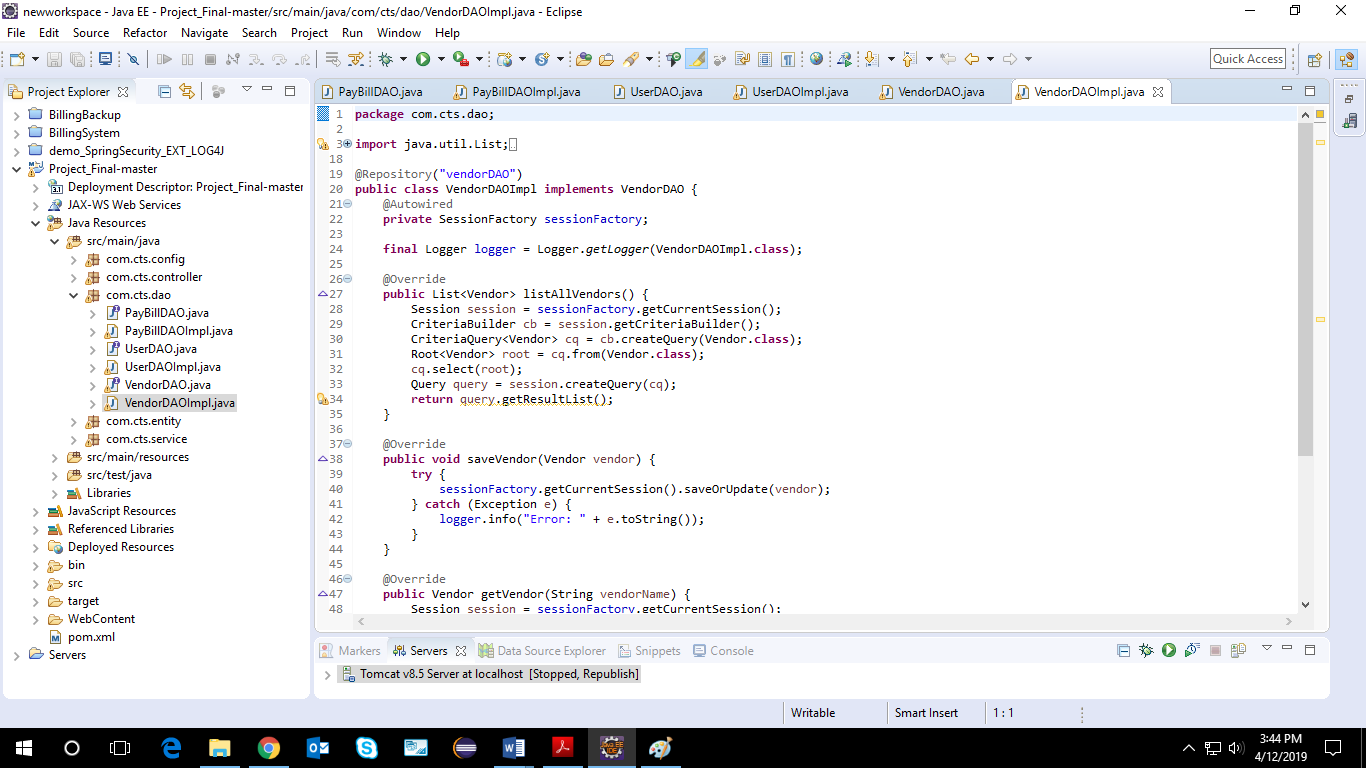 newworkspace - Java EE - Project_Final-master/src/main/java/com/cts/dao/VendorDAOImpl.java - Eclipse
File Edit Source Refactor Navigate Search Project Run Window Help
Quick Access
Project Explorer
BillingBackup
BillingSystem
demo_SpringSecurity_EXT_LOG4J
Project_Final-master
Deployment Descriptor: Project_Final-master
JAX-WS Web Services
Java Resources
src/main/java
com.cts.config
com.cts.controller
com.cts.dao
PayBillDAO.java
PayBillDAOImpl.java
UserDAO.java
UserDAOImpl.java
VendorDAO.java
VendorDAOImpl.java
com.cts.entity
com.cts.service
src/main/resources
src/test/java
Libraries
JavaScript Resources
Referenced Libraries
Deployed Resources
bin
src
target
WebContent
pom.xml
Servers
PayBillDAO.java PayBillDAOImpl.java UserDAO.java UserDAOImpl.java VendorDAO.java VendorDAOImpl.java
1 package com.cts.dao;
2
3 import java.util.List;
18
19 @Repository("vendorDAO")
20 public class VendorDAOImpl implements VendorDAO {
21 @Autowired
22 private SessionFactory sessionFactory;
23
24 final Logger logger = Logger.getLogger(VendorDAOImpl.class);
25
26 @Override
27 public List<Vendor> listAllVendors() {
28 Session session = sessionFactory.getCurrentSession();
29 CriteriaBuilder cb = session.getCriteriaBuilder();
30 CriteriaQuery<Vendor> cq = cb.createQuery(Vendor.class);
31 Root<Vendor> root = cq.from(Vendor.class);
32 cq.select(root);
33 Query query = session.createQuery(cq);
34 return query.getResultList();
35 }
36
37 @Override
38 public void saveVendor(Vendor vendor) {
39 try {
40 sessionFactory.getCurrentSession().saveOrUpdate(vendor);
41 } catch (Exception e) {
42 logger.info("Error: " + e.toString());
43 }
44 }
45
46 @Override
47 public Vendor getVendor(String vendorName) {
48 Session session = sessionFactory.getCurrentSession();
Markers Servers Data Source Explorer Snippets Console
Tomcat v8.5 Server at localhost [Stopped, Republish]
Writable Smart Insert 1 : 1
3:44 PM
4/12/2019